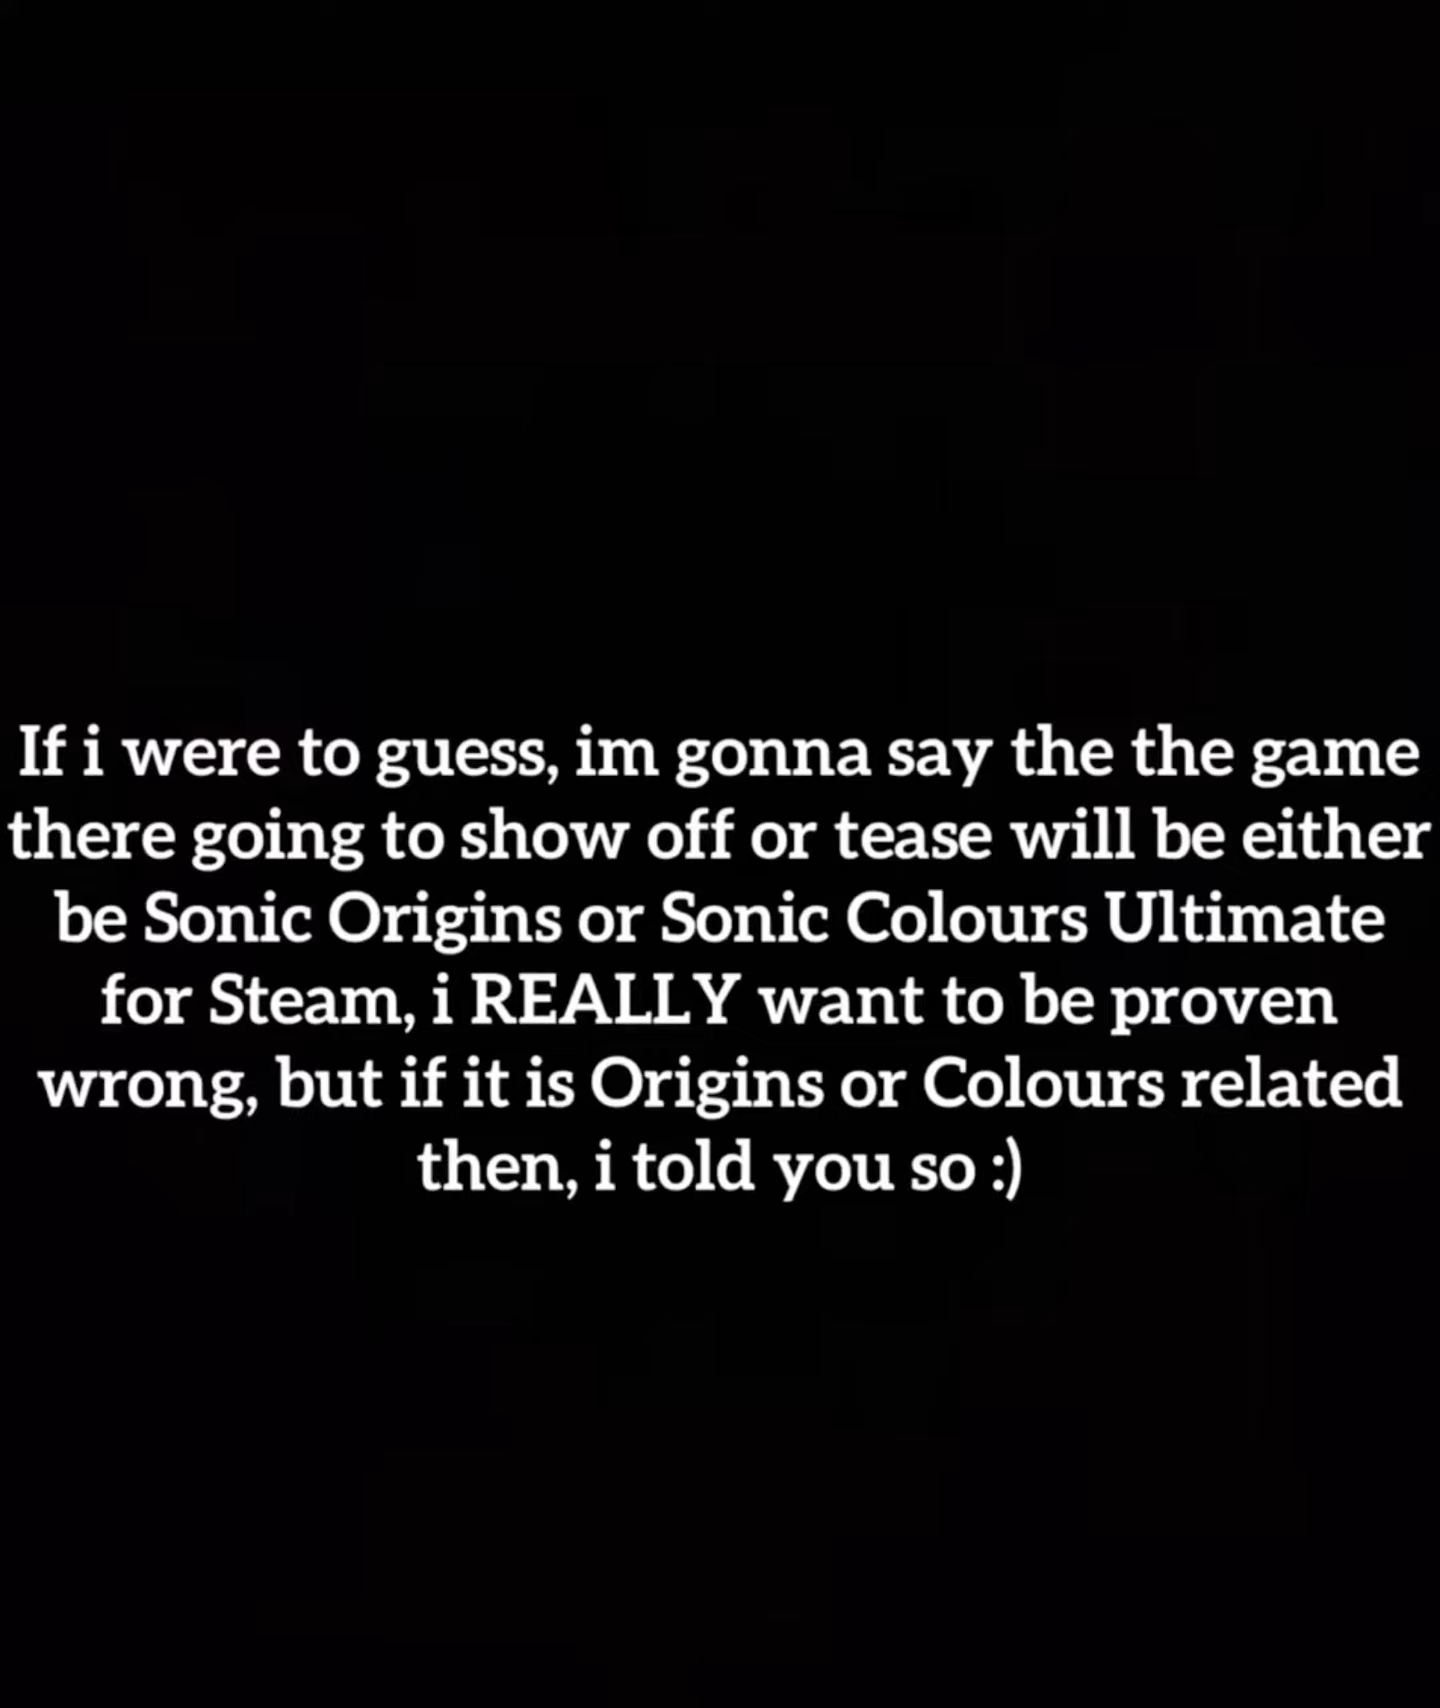 If i were to guess, im gonna say the the game
there going to show off or tease will be either
be Sonic Origins or Sonic Colours Ultimate
for Steam, i REALLY want to be proven
wrong, but if it is Origins or Colours related
then, i told you so :)